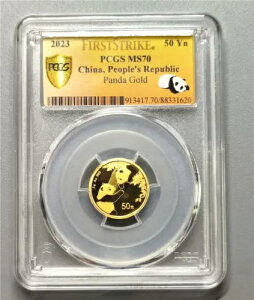 2023 FIRSTSTRIKE® 50 Yn
PCGS MS70
China, People's Republic
Panda Gold
PCGS
913417.70/88331620
50元